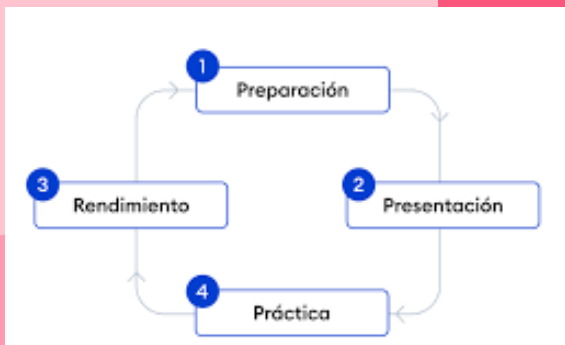 1
Preparación
2
Presentación
3
Rendimiento
4
Práctica